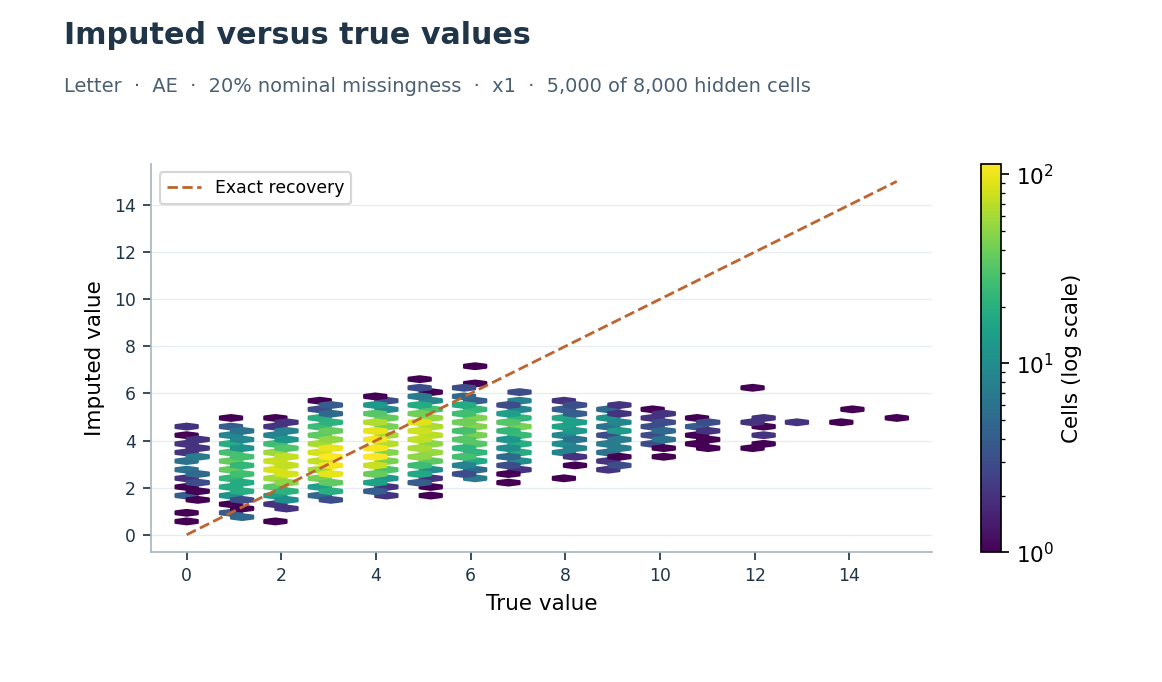 Imputed versus true values
Letter · AE · 20% nominal missingness · x1 · 5,000 of 8,000 hidden cells
Exact recovery
14
12
10
8
6
4
2
0
Imputed value
0 2 4 6 8 10 12 14
True value
10²
10¹
10⁰
Cells (log scale)